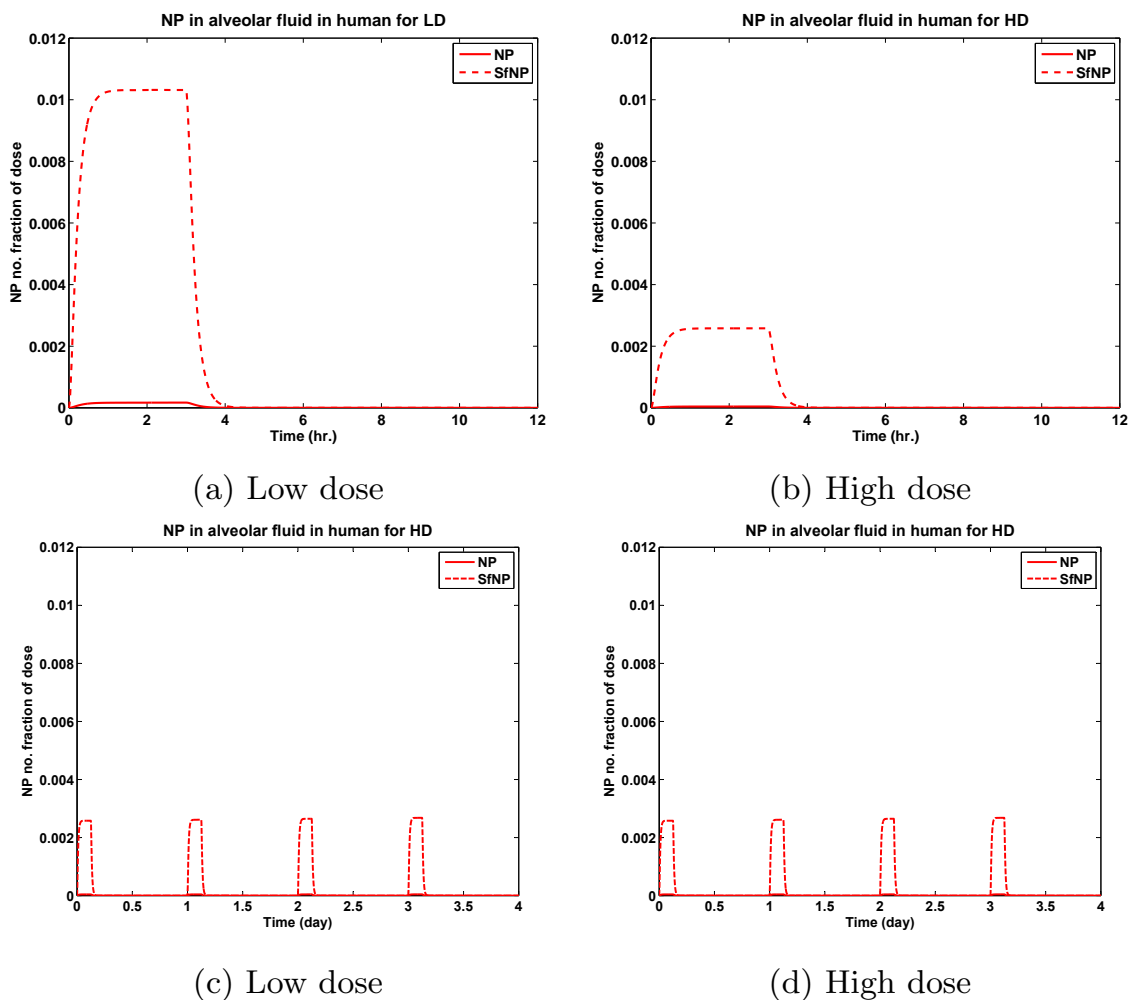 NP in alveolar fluid in human for LD
0.012
0.01
0.008
0.006
0.004
0.002
0
NP no. fraction of dose
NP
SfNP
0 2 4 6 8 10 12
Time (hr.)
(a) Low dose
NP in alveolar fluid in human for HD
0.012
0.01
0.008
0.006
0.004
0.002
0
NP no. fraction of dose
NP
SfNP
0 2 4 6 8 10 12
Time (hr.)
(b) High dose
NP in alveolar fluid in human for HD
0.012
0.01
0.008
0.006
0.004
0.002
0
NP no. fraction of dose
NP
SfNP
0 0.5 1 1.5 2 2.5 3 3.5 4
Time (day)
(c) Low dose
NP in alveolar fluid in human for HD
0.012
0.01
0.008
0.006
0.004
0.002
0
NP no. fraction of dose
NP
SfNP
0 0.5 1 1.5 2 2.5 3 3.5 4
Time (day)
(d) High dose